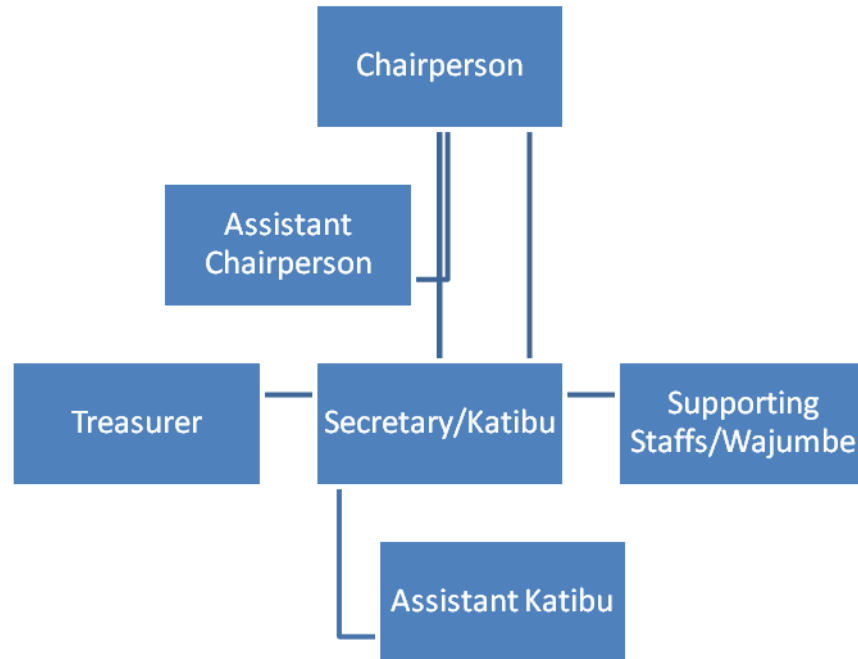 Chairperson
Assistant
Chairperson
Treasurer
Secretary/Katibu
Supporting
Staffs/Wajumbe
Assistant Katibu